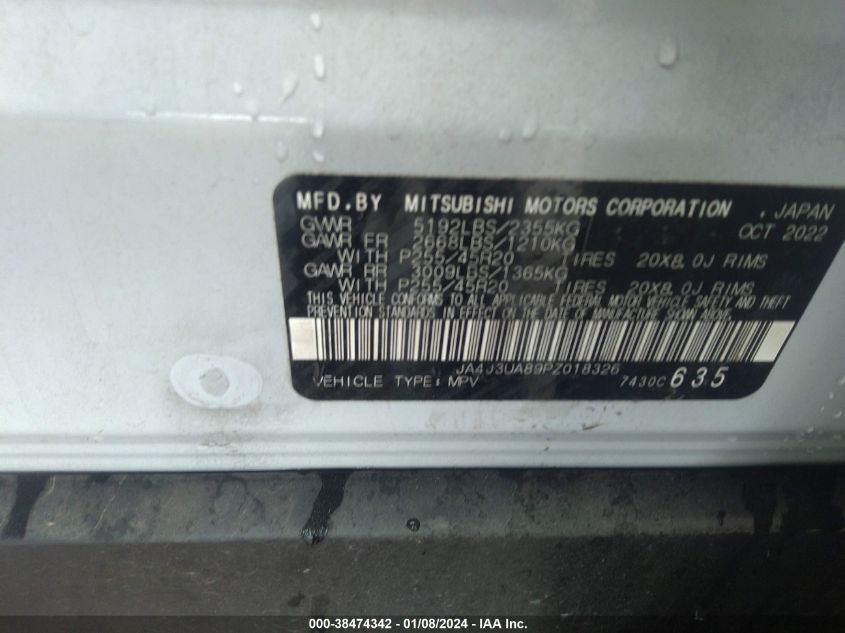 MFD.BY MITSUBISHI MOTORS CORPORATION . JAPAN
GVWR 5192LBS/2355KG OCT 2022
GAWR FR 2668LBS/1210KG
WITH P255/45R20 TIRES 20X8.0J RIMS
GAWR RR 3009LBS/1365KG
WITH P255/45R20 TIRES 20X8.0J RIMS
THIS VEHICLE CONFORMS TO ALL APPLICABLE FEDERAL MOTOR VEHICLE SAFETY AND THEFT
PREVENTION STANDARDS IN EFFECT ON THE DATE OF MANUFACTURE SHOWN ABOVE.
JA4J3UA89PZ018326
VEHICLE TYPE: MPV 7430C 635
000-38474342 - 01/08/2024 - IAA Inc.